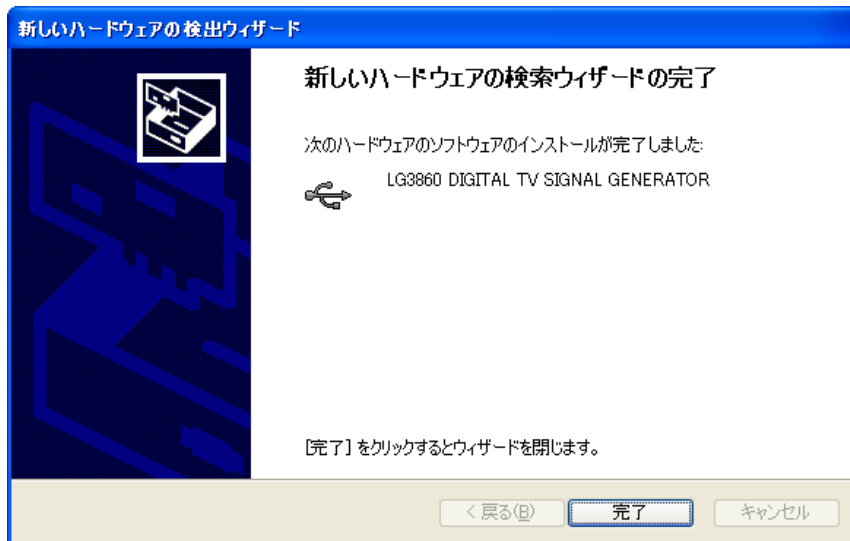 新しいハードウェアの検出ウィザード
新しいハードウェアの検索ウィザードの完了
次のハードウェアのソフトウェアのインストールが完了しました:
LG3860 DIGITAL TV SIGNAL GENERATOR
[完了] をクリックするとウィザードを閉じます。
< 戻る(B)
完了
キャンセル